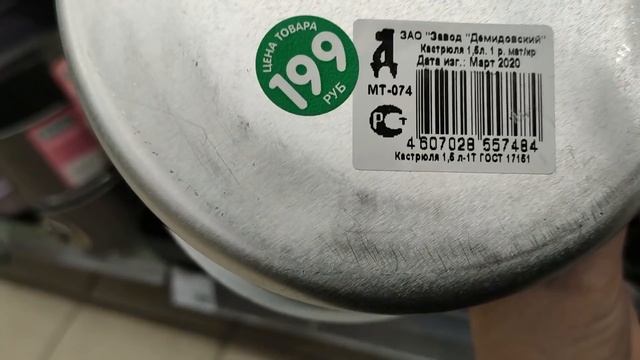 ЦЕНА ТОВАРА
199
РУБ
ЗАО "Завод "Демидовский"
Кастрюля 1,5л. 1 р. мат/кр
Дата изг.: Март 2020
МТ-074
РСТ
4 607028 557484
Кастрюля 1,5 л-1Т ГОСТ 17151